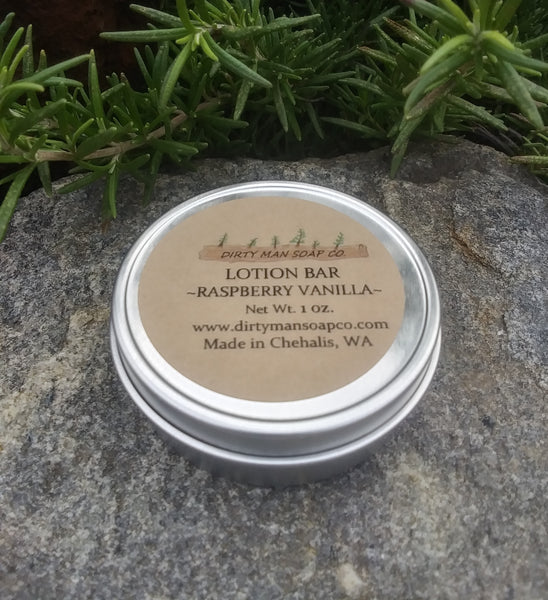 DIRTY MAN SOAP CO.
LOTION BAR
~RASPBERRY VANILLA~
Net Wt. 1 oz.
www.dirtymansoapco.com
Made in Chehalis, WA